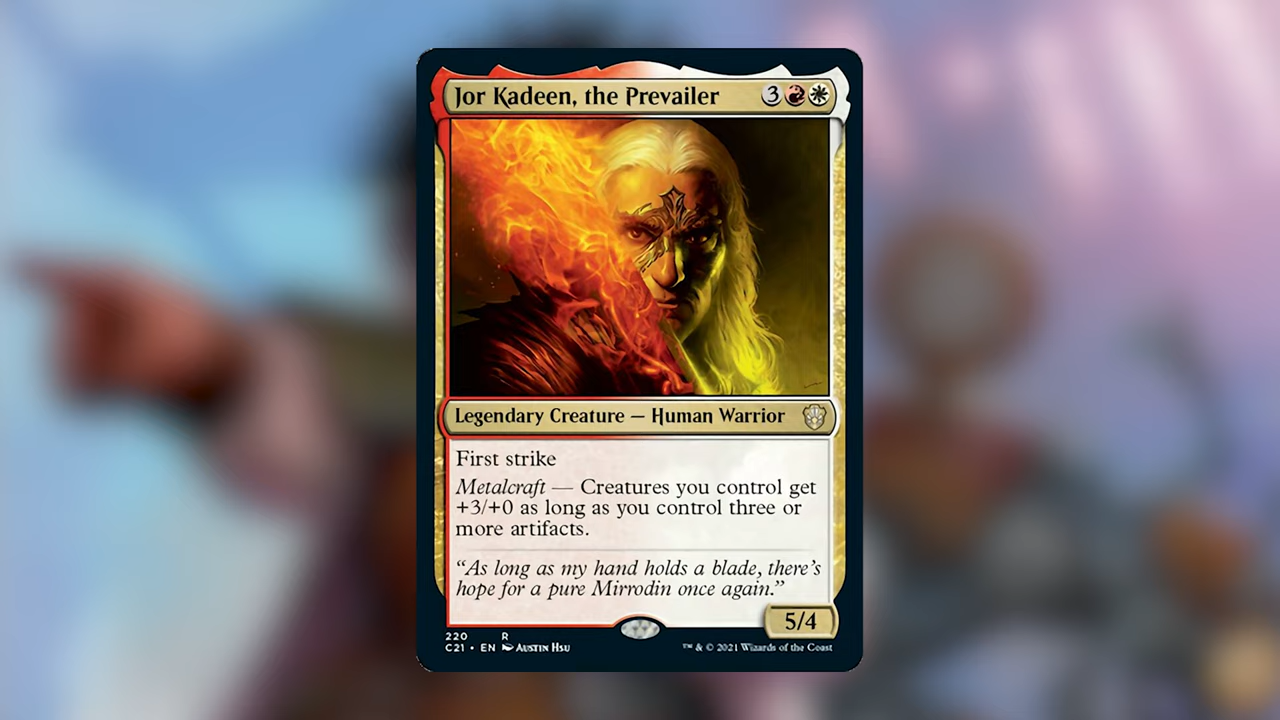 Jor Kadeen, the Prevailer 3
Legendary Creature — Human Warrior
First strike
Metalcraft — Creatures you control get
+3/+0 as long as you control three or
more artifacts.
“As long as my hand holds a blade, there’s
hope for a pure Mirrodin once again.”
5/4
220 R
C21 • EN Austin Hsu ™ & © 2021 Wizards of the Coast